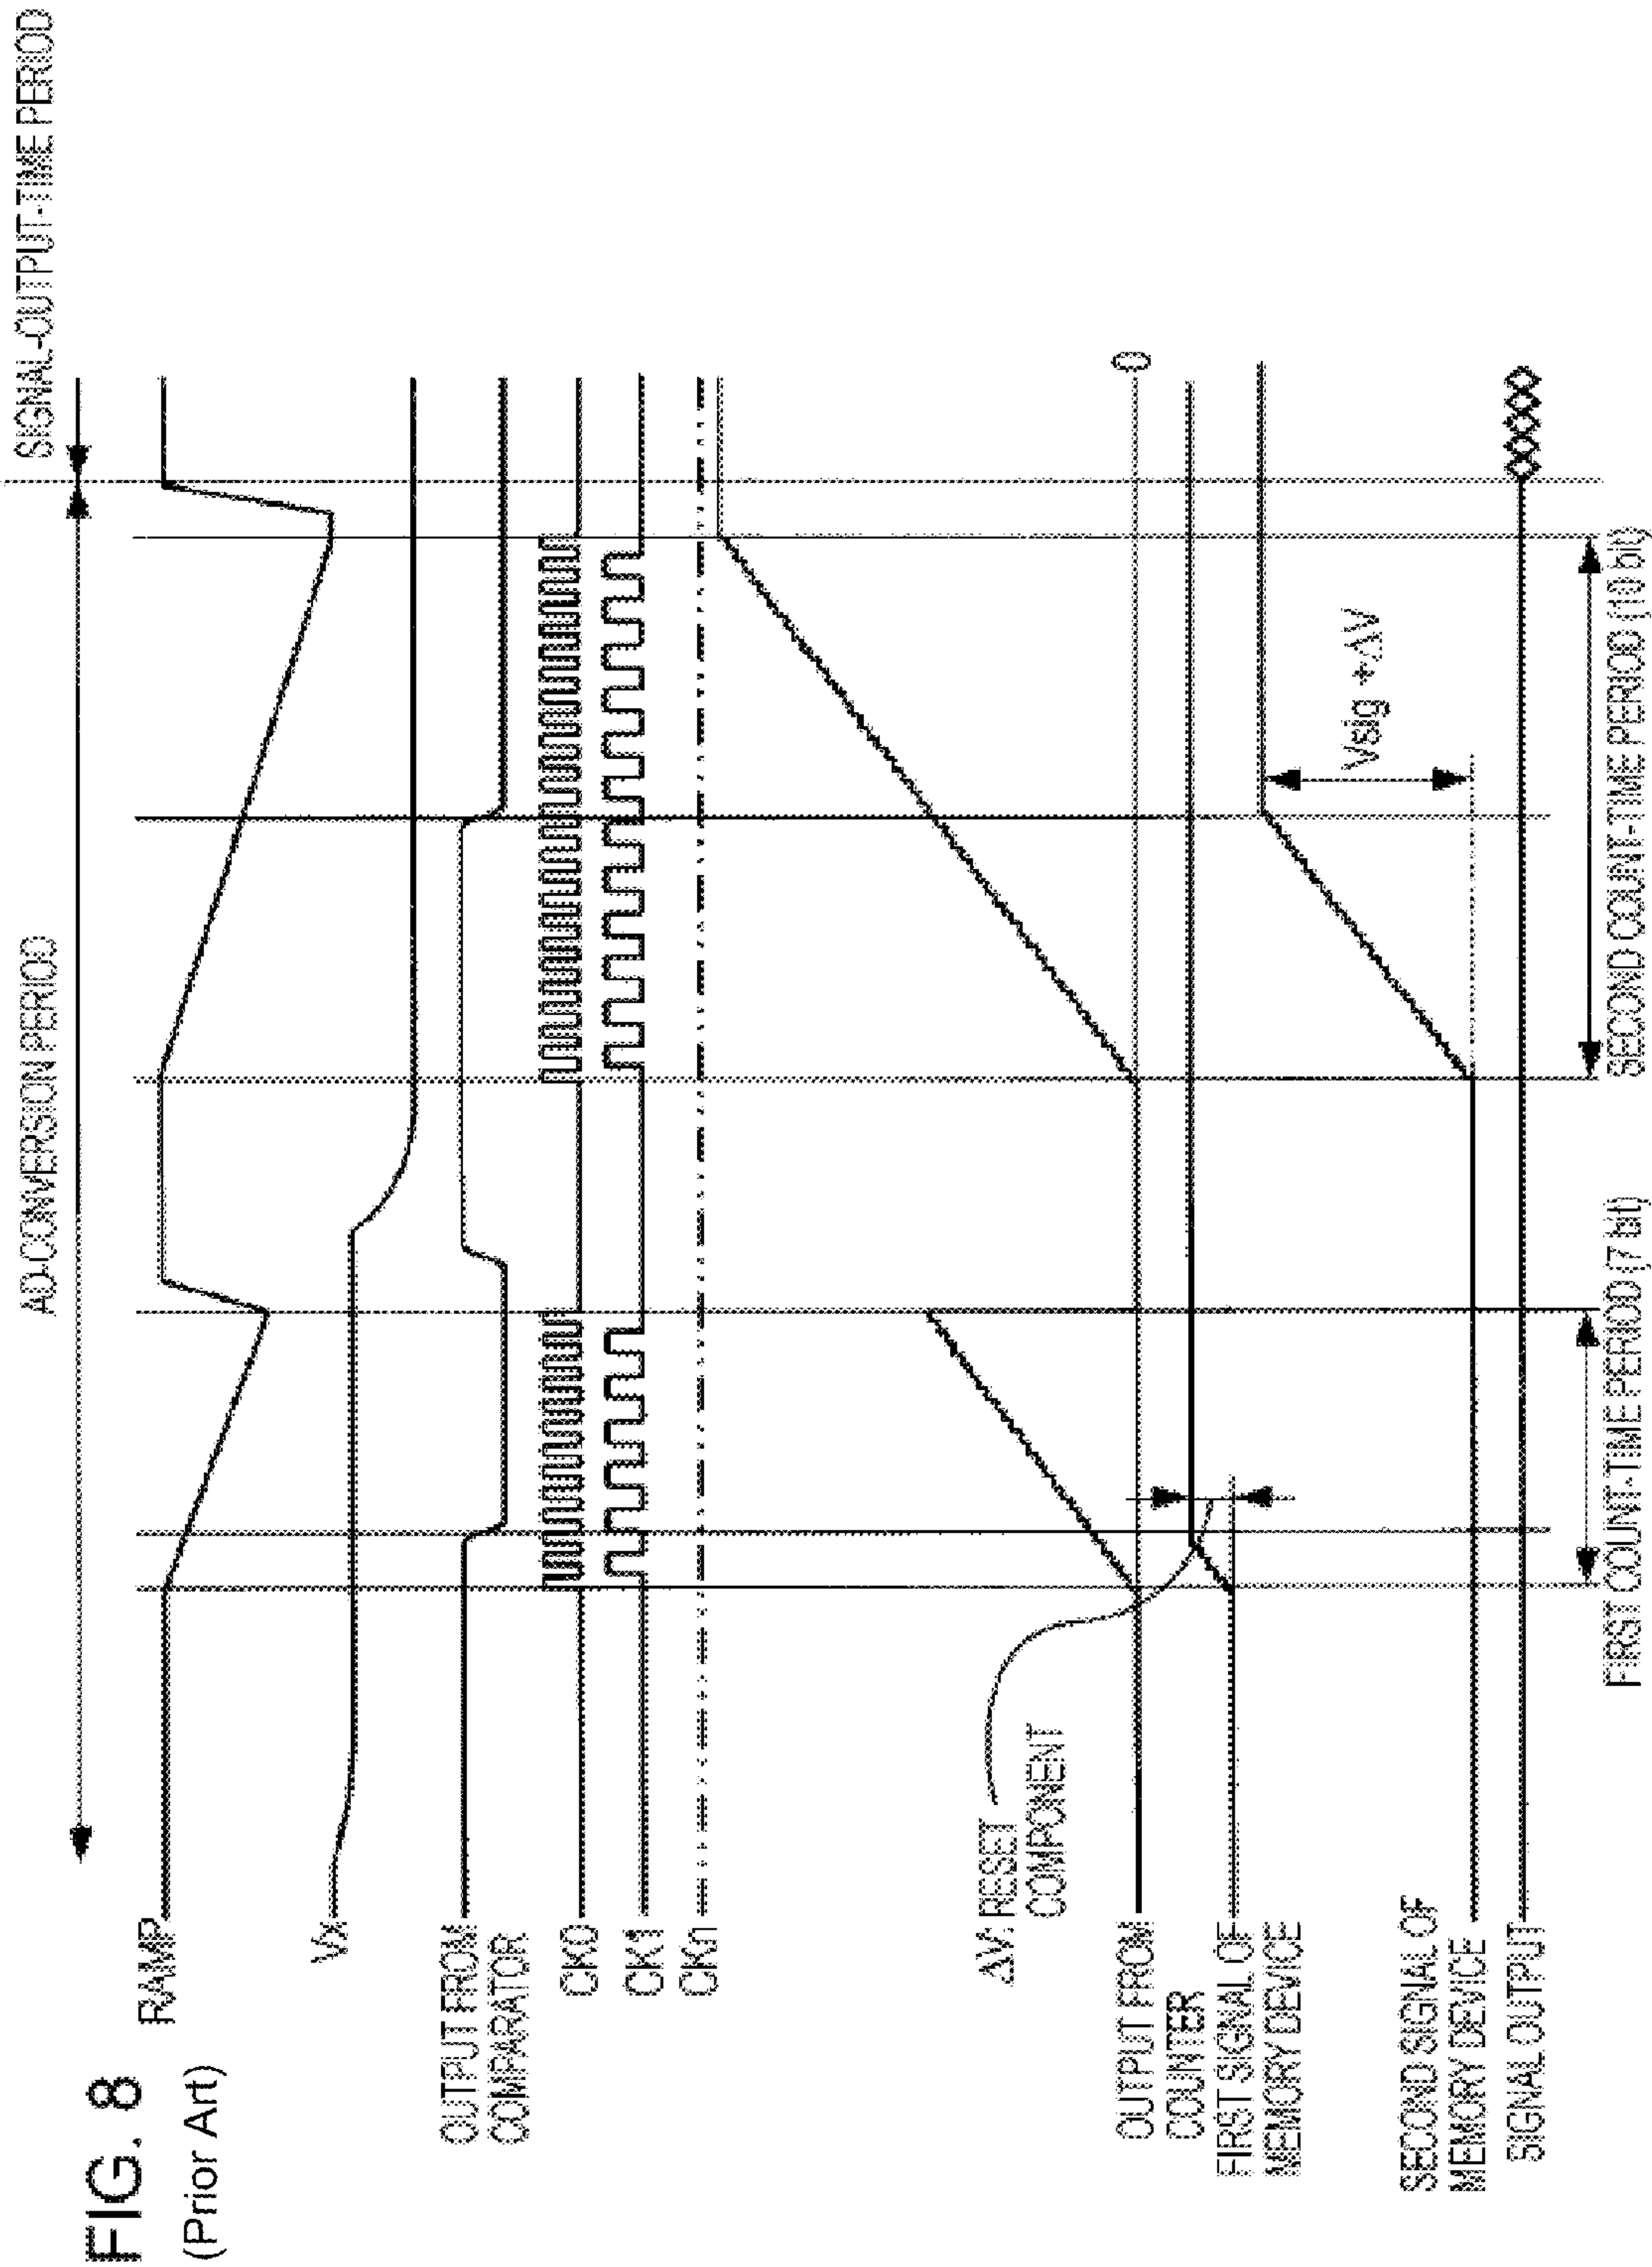 FIG. 8
(Prior Art)
AD-CONVERSION PERIOD
SIGNAL-OUTPUT-TIME PERIOD
RAMP
Vx
OUTPUT FROM
COMPARATOR
CK0
CK1
CKn
ΔV: RESET
COMPONENT
OUTPUT FROM
COUNTER
0
FIRST SIGNAL OF
MEMORY DEVICE
SECOND SIGNAL OF
MEMORY DEVICE
Vsig +ΔV
SIGNAL OUTPUT
FIRST COUNT-TIME PERIOD (7 bit)
SECOND COUNT-TIME PERIOD (10 bit)